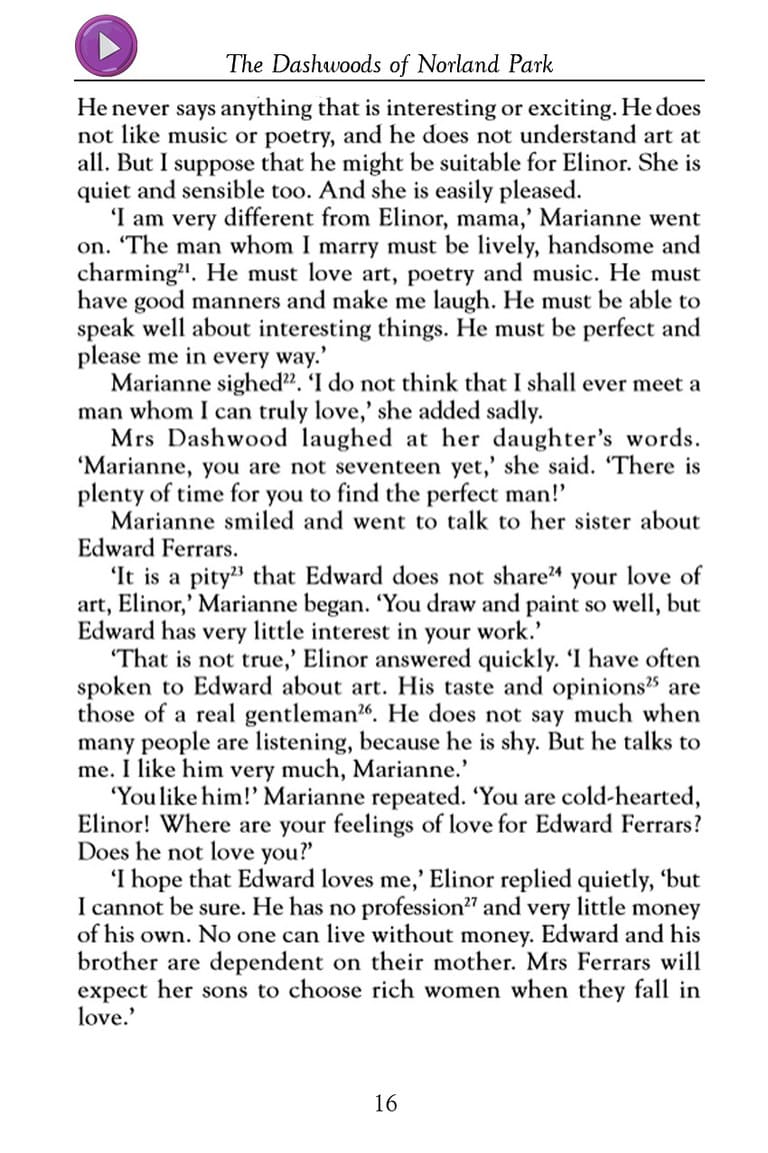 The Dashwoods of Norland Park
He never says anything that is interesting or exciting. He does
not like music or poetry, and he does not understand art at
all. But I suppose that he might be suitable for Elinor. She is
quiet and sensible too. And she is easily pleased.
‘I am very different from Elinor, mama,’ Marianne went
on. ‘The man whom I marry must be lively, handsome and
charming²¹. He must love art, poetry and music. He must
have good manners and make me laugh. He must be able to
speak well about interesting things. He must be perfect and
please me in every way.’
Marianne sighed²². ‘I do not think that I shall ever meet a
man whom I can truly love,’ she added sadly.
Mrs Dashwood laughed at her daughter’s words.
‘Marianne, you are not seventeen yet,’ she said. ‘There is
plenty of time for you to find the perfect man!’
Marianne smiled and went to talk to her sister about
Edward Ferrars.
‘It is a pity²³ that Edward does not share²⁴ your love of
art, Elinor,’ Marianne began. ‘You draw and paint so well, but
Edward has very little interest in your work.’
‘That is not true,’ Elinor answered quickly. ‘I have often
spoken to Edward about art. His taste and opinions²⁵ are
those of a real gentleman²⁶. He does not say much when
many people are listening, because he is shy. But he talks to
me. I like him very much, Marianne.’
‘You like him!’ Marianne repeated. ‘You are cold-hearted,
Elinor! Where are your feelings of love for Edward Ferrars?
Does he not love you?’
‘I hope that Edward loves me,’ Elinor replied quietly, ‘but
I cannot be sure. He has no profession²⁷ and very little money
of his own. No one can live without money. Edward and his
brother are dependent on their mother. Mrs Ferrars will
expect her sons to choose rich women when they fall in
love.’
16